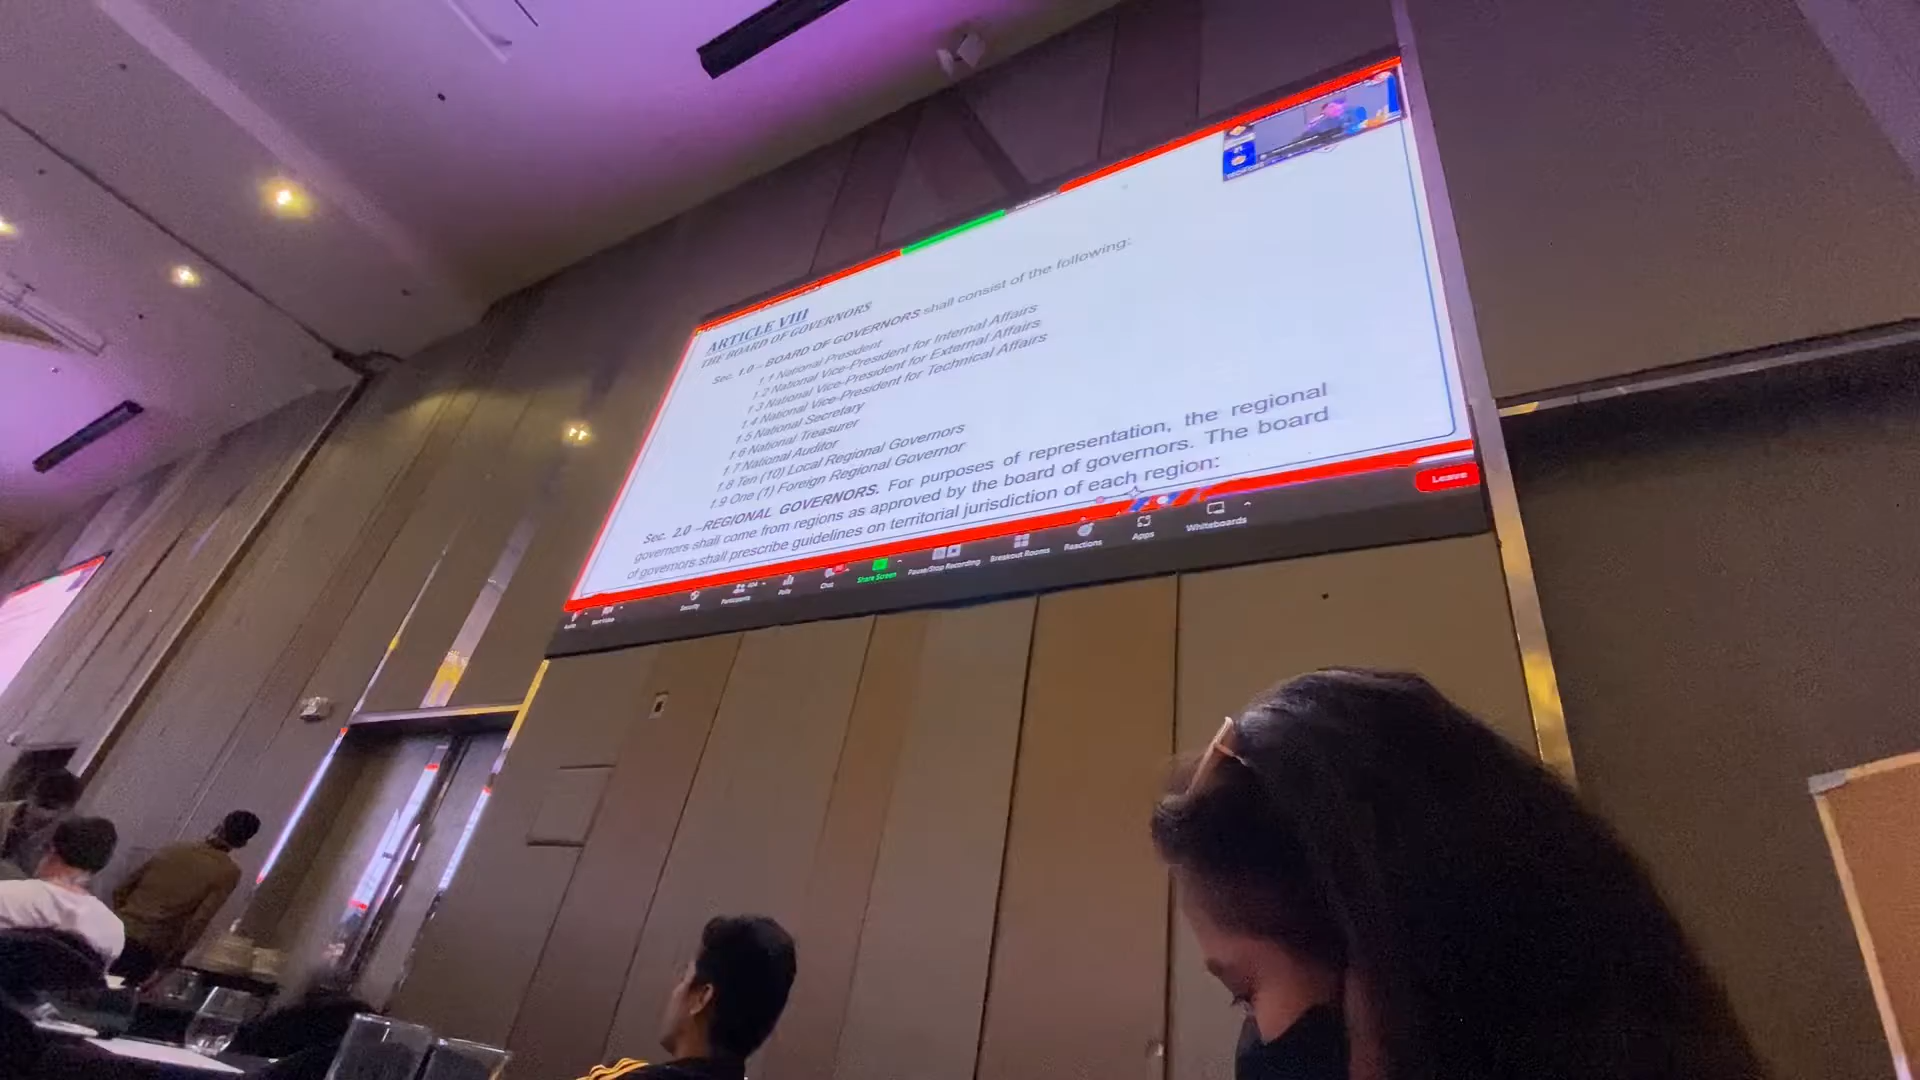 ARTICLE VIII
THE BOARD OF GOVERNORS
Sec. 1.0 – BOARD OF GOVERNORS shall consist of the following:
1.1 National President
1.2 National Vice-President for Internal Affairs
1.3 National Vice-President for External Affairs
1.4 National Vice-President for Technical Affairs
1.5 National Secretary
1.6 National Treasurer
1.7 National Auditor
1.8 Ten (10) Local Regional Governors
1.9 One (1) Foreign Regional Governor
Sec. 2.0 –REGIONAL GOVERNORS. For purposes of representation, the regional
governors shall come from regions as approved by the board of governors. The board
of governors shall prescribe guidelines on territorial jurisdiction of each region:
Leave
Security
Participants
Polls
Chat
Share Screen
Pause/Stop Recording
Breakout Rooms
Reactions
Apps
Whiteboards